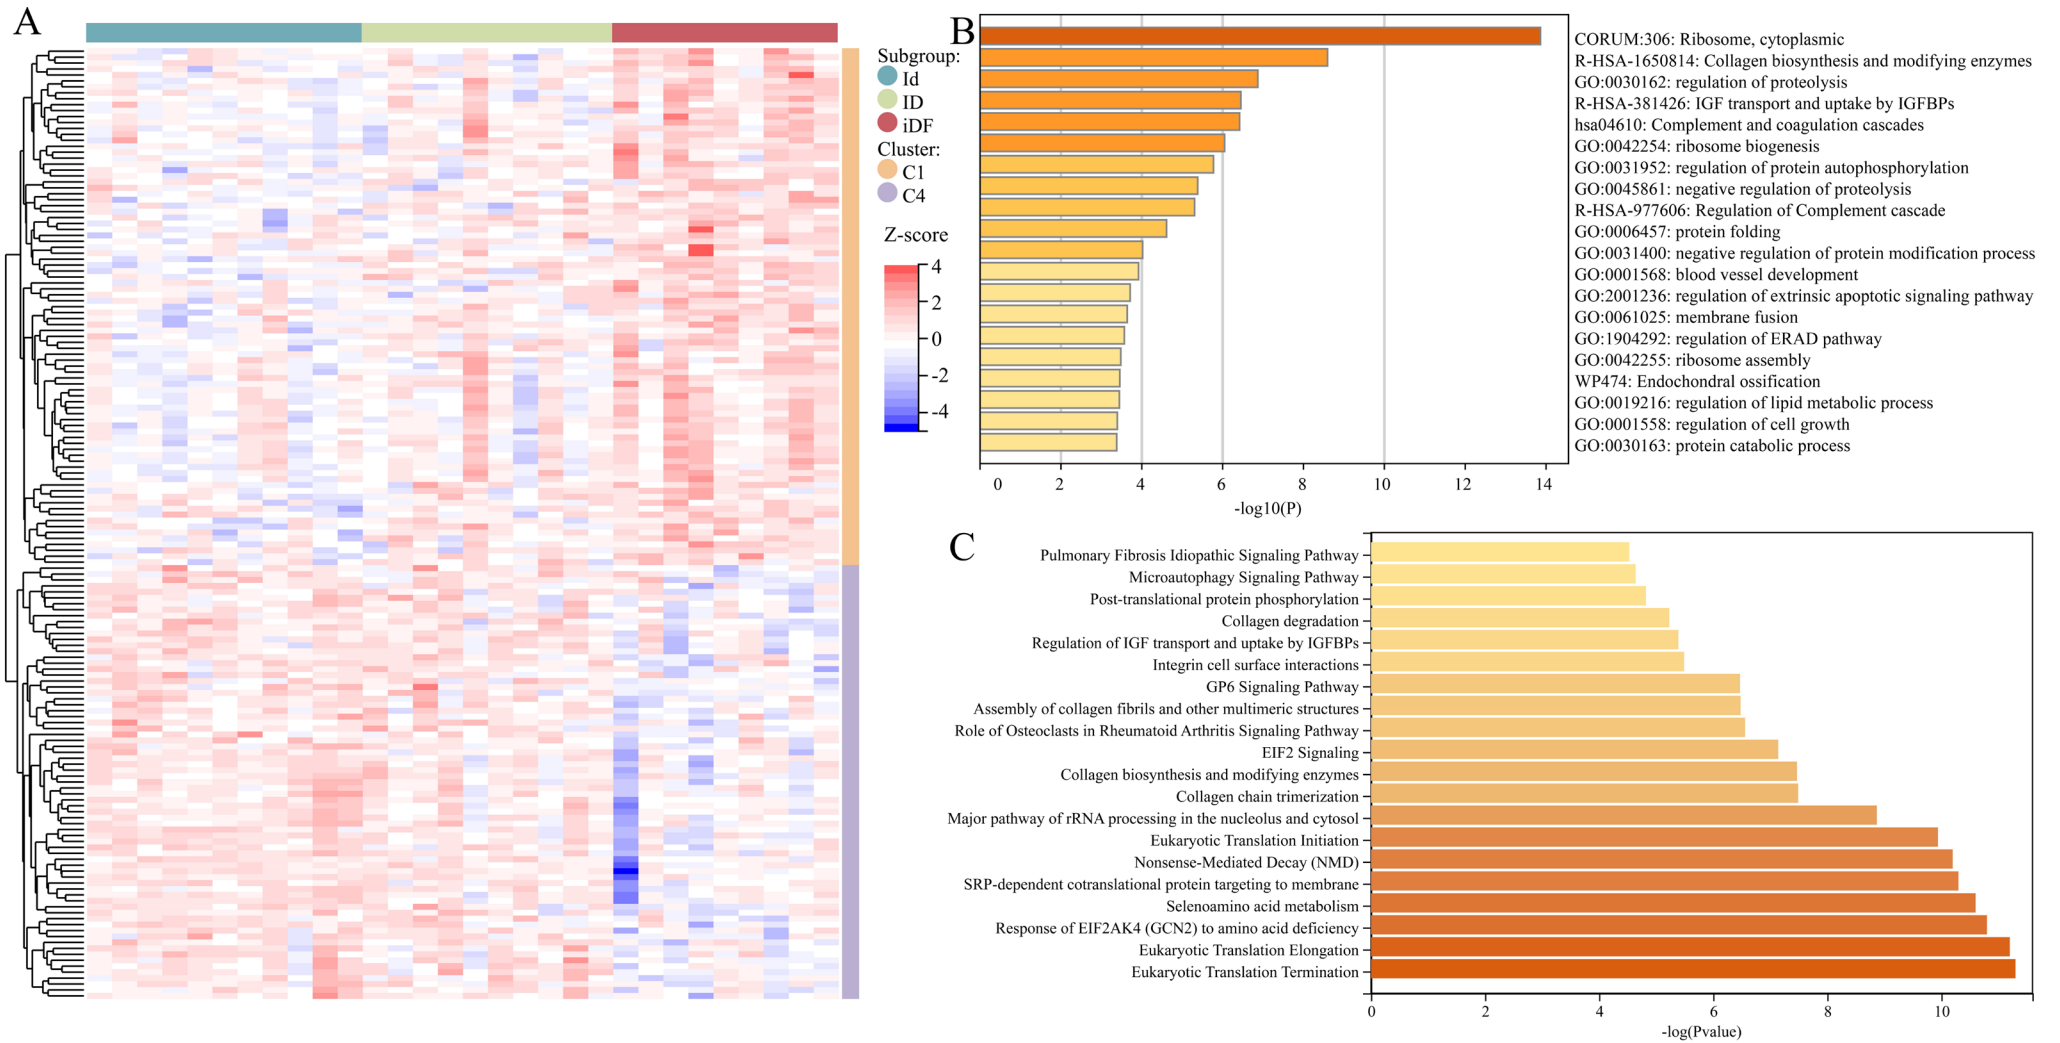 A
Subgroup:
Id
ID
iDF
Cluster:
C1
C4
Z-score
4
2
0
-2
-4
B
CORUM:306: Ribosome, cytoplasmic
R-HSA-1650814: Collagen biosynthesis and modifying enzymes
GO:0030162: regulation of proteolysis
R-HSA-381426: IGF transport and uptake by IGFBPs
hsa04610: Complement and coagulation cascades
GO:0042254: ribosome biogenesis
GO:0031952: regulation of protein autophosphorylation
GO:0045861: negative regulation of proteolysis
R-HSA-977606: Regulation of Complement cascade
GO:0006457: protein folding
GO:0031400: negative regulation of protein modification process
GO:0001568: blood vessel development
GO:2001236: regulation of extrinsic apoptotic signaling pathway
GO:0061025: membrane fusion
GO:1904292: regulation of ERAD pathway
GO:0042255: ribosome assembly
WP474: Endochondral ossification
GO:0019216: regulation of lipid metabolic process
GO:0001558: regulation of cell growth
GO:0030163: protein catabolic process
0 2 4 6 8 10 12 14
-log10(P)
C
Pulmonary Fibrosis Idiopathic Signaling Pathway
Microautophagy Signaling Pathway
Post-translational protein phosphorylation
Collagen degradation
Regulation of IGF transport and uptake by IGFBPs
Integrin cell surface interactions
GP6 Signaling Pathway
Assembly of collagen fibrils and other multimeric structures
Role of Osteoclasts in Rheumatoid Arthritis Signaling Pathway
EIF2 Signaling
Collagen biosynthesis and modifying enzymes
Collagen chain trimerization
Major pathway of rRNA processing in the nucleolus and cytosol
Eukaryotic Translation Initiation
Nonsense-Mediated Decay (NMD)
SRP-dependent cotranslational protein targeting to membrane
Selenoamino acid metabolism
Response of EIF2AK4 (GCN2) to amino acid deficiency
Eukaryotic Translation Elongation
Eukaryotic Translation Termination
0 2 4 6 8 10
-log(Pvalue)